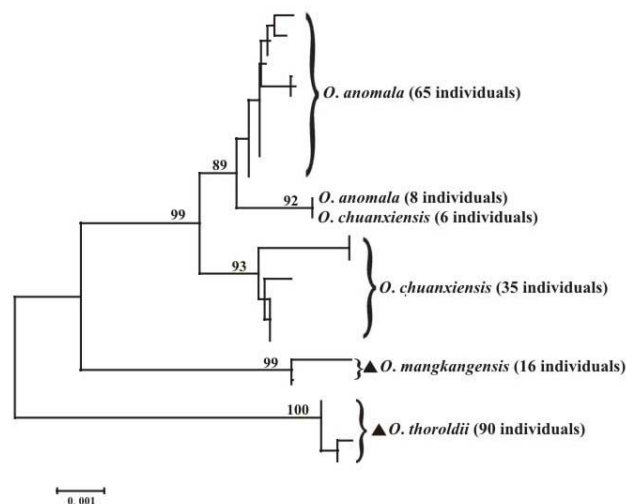 O. anomala (65 individuals)
89
92
O. anomala (8 individuals)
O. chuanxiensis (6 individuals)
99
93
O. chuanxiensis (35 individuals)
99
▲ O. mangkangensis (16 individuals)
100
▲ O. thoroldii (90 individuals)
0.001